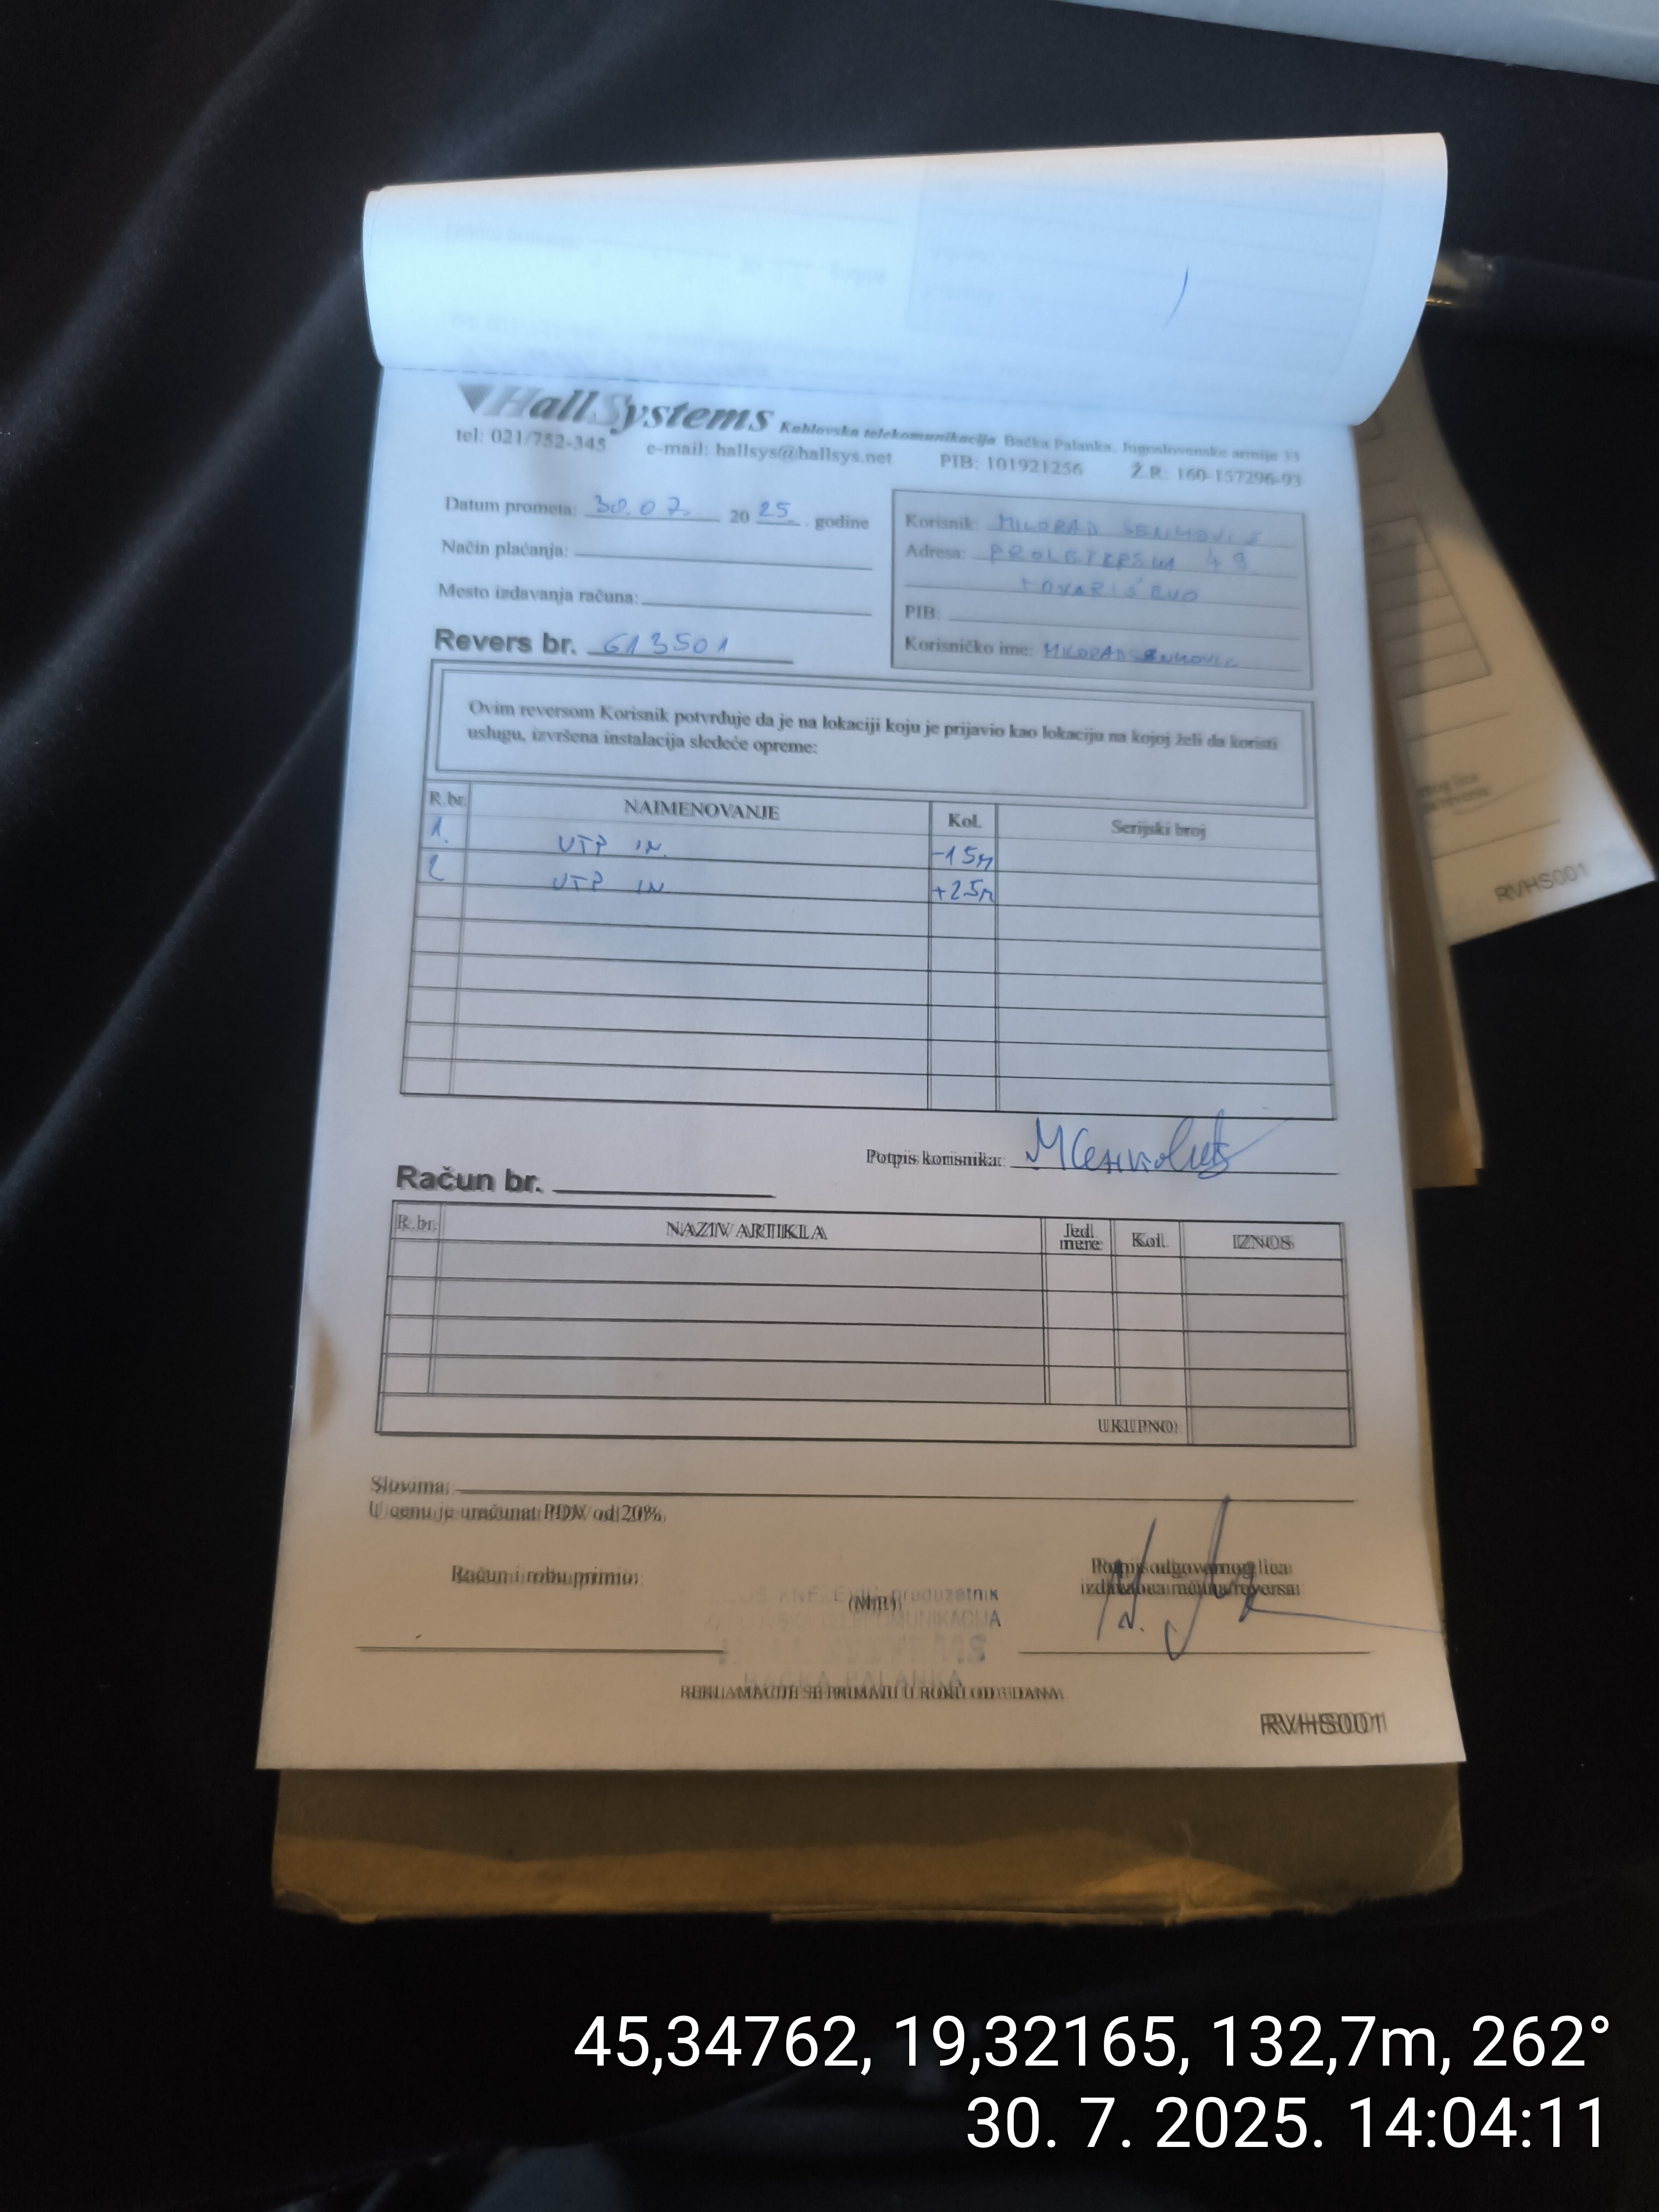 HallSystems Kablovska telekomunikacija Bačka Palanka, Jugoslovenske armije 33
tel: 021/752-345 e-mail: hallsys@hallsys.net PIB: 101921256 Ž.R: 160-157296-93
Datum prometa: 30.07. 2025. godine
Način plaćanja:
Mesto izdavanja računa:
Revers br. 613501
Korisnik: MILORAD
Adresa: 49
PIB:
Korisničko ime:
Ovim reversom Korisnik potvrđuje da je na lokaciji koju je prijavio kao lokaciju na kojoj želi da koristi
uslugu, izvršena instalacija sledeće opreme:
R.br. NAIMENOVANJE Kol. Serijski broj
1. UTP IN. -15m
2 UTP IN +25m
Potpis korisnika:
Račun br.
R.br. NAZIV ARTIKLA Jed. mere Kol. IZNOS
UKUPNO:
Slovima:
U cenu je uračunat PDV od 20%.
Račun i robu primio:
(M.P.)
Potpis odgovornog lica
izdavaoca računa/reversa:
preduzetnik
BAČKA PALANKA
REKLAMACIJE SE PRIMAJU U ROKU OD 3 DANA
RVHS001
RVHS001
45,34762, 19,32165, 132,7m, 262°
30. 7. 2025. 14:04:11